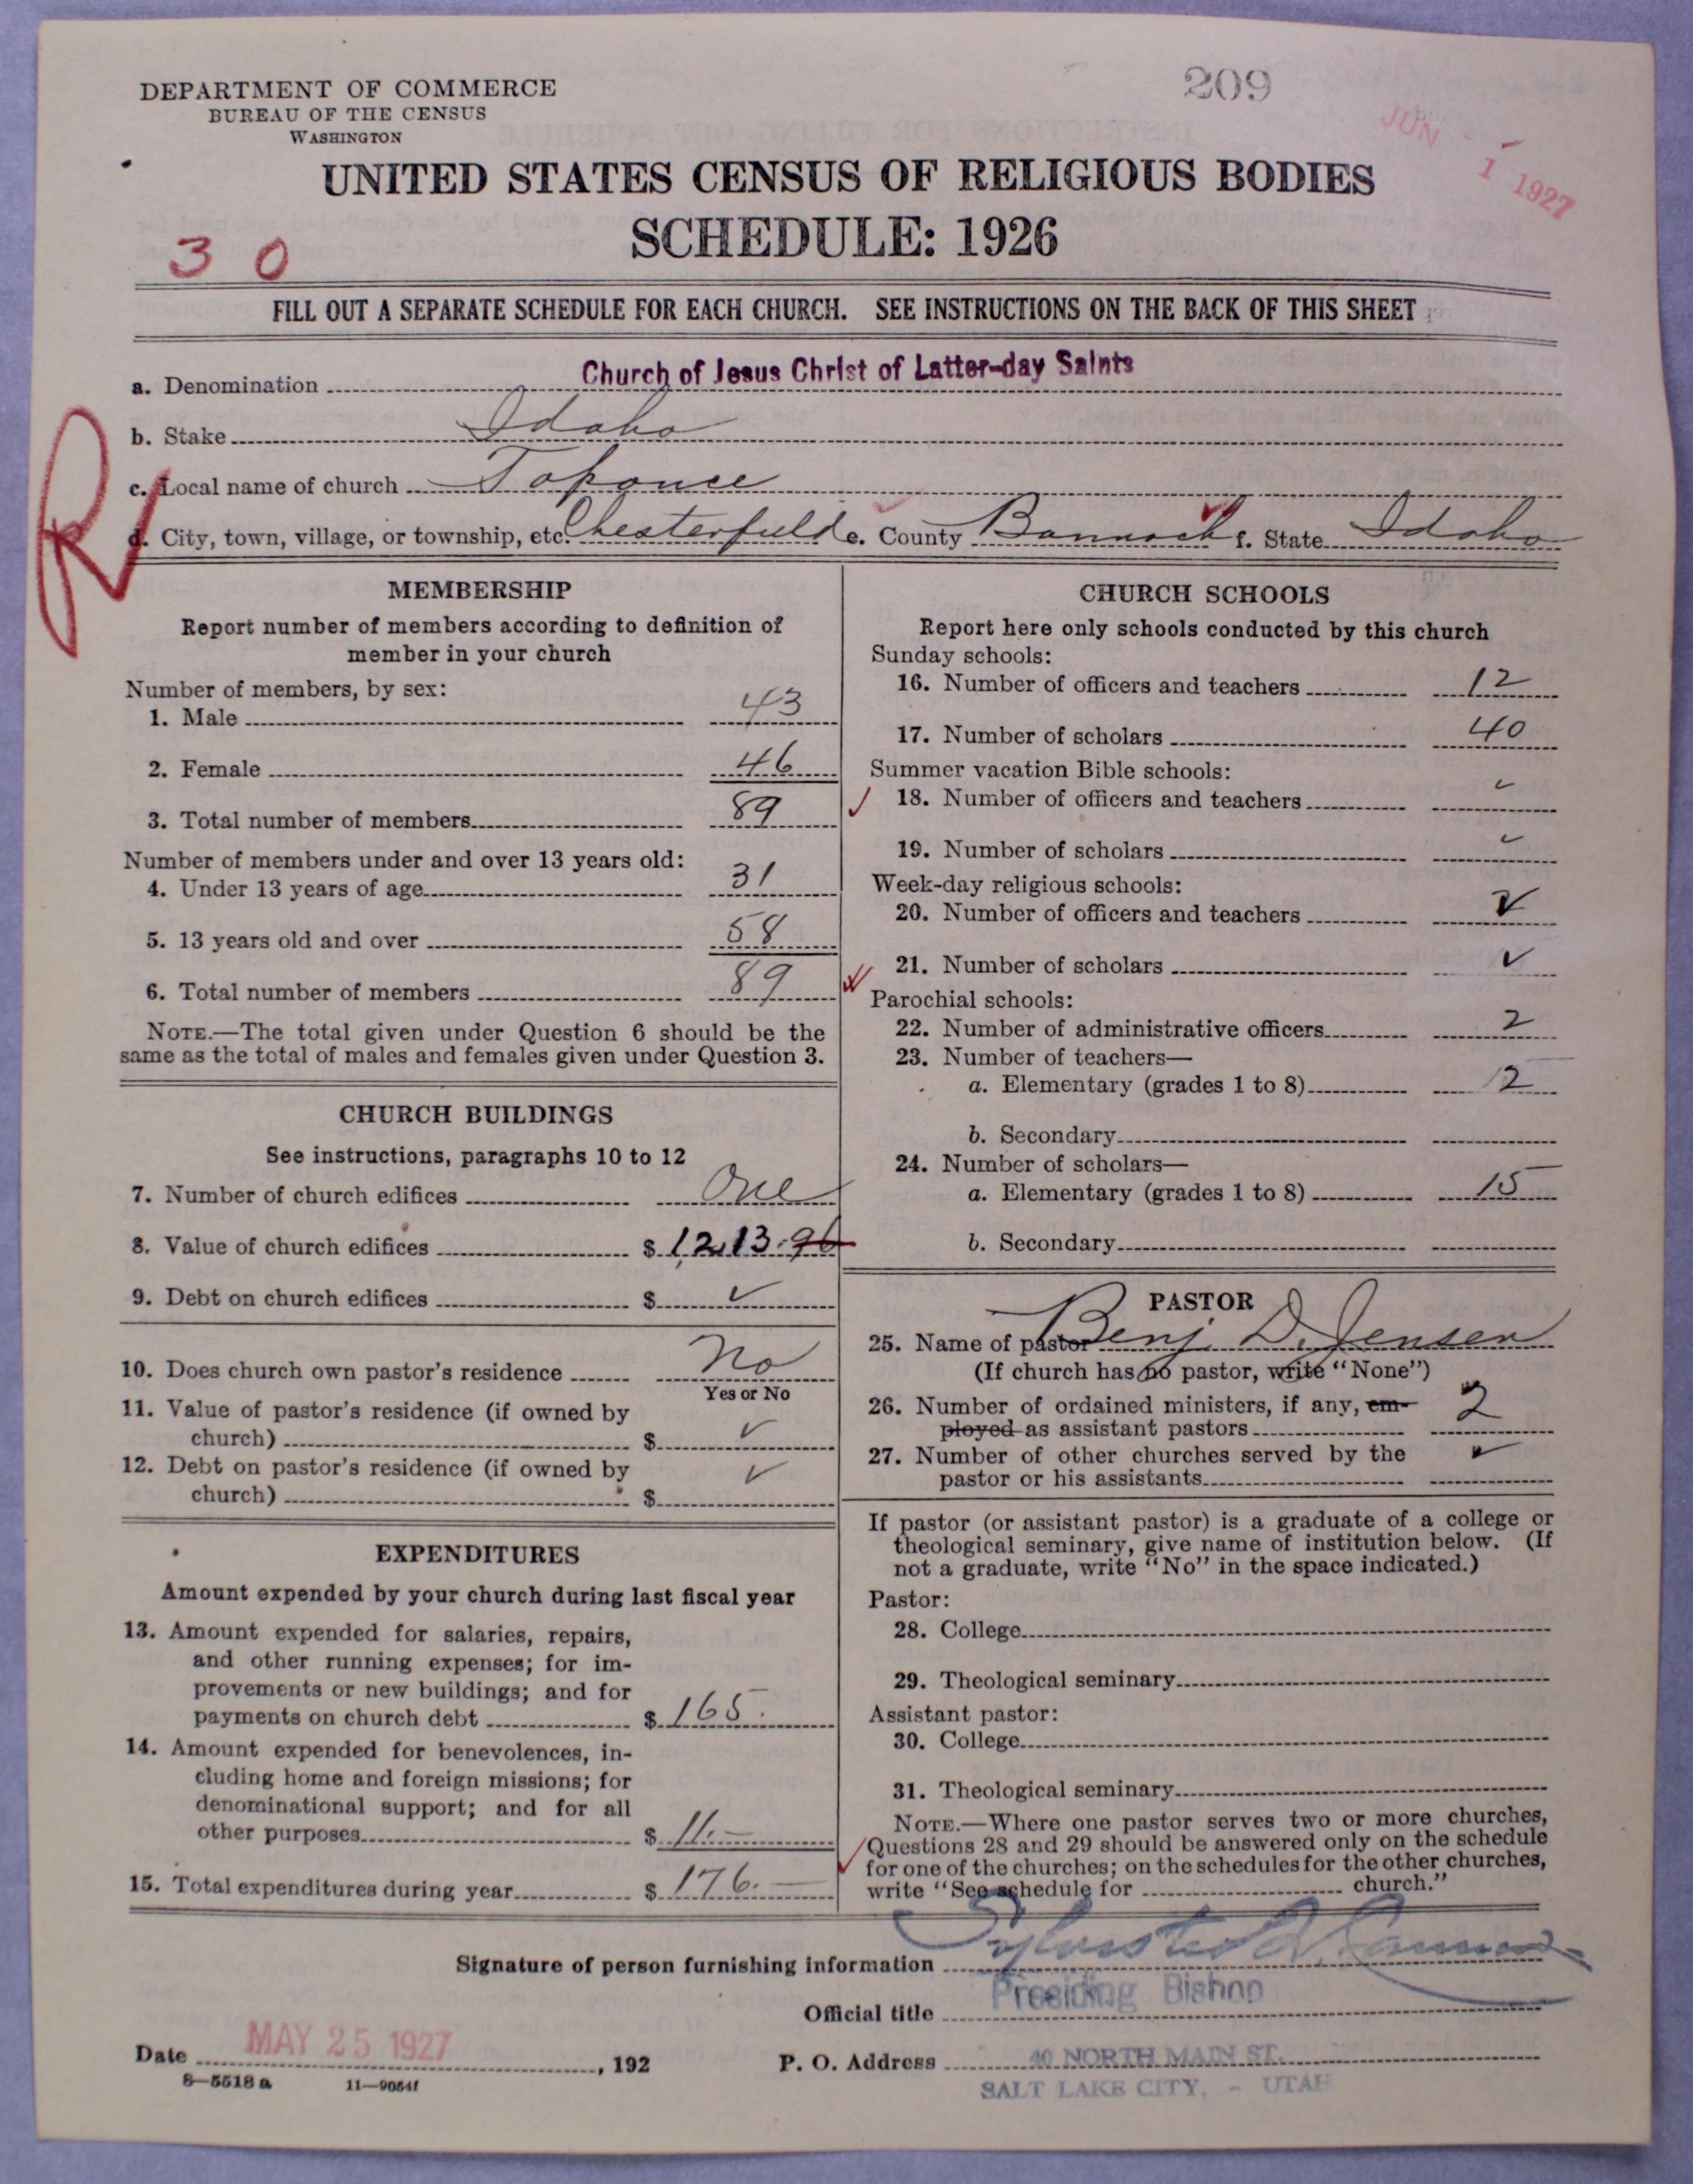 DEPARTMENT OF COMMERCE
BUREAU OF THE CENSUS
WASHINGTON
209
JUN - 1 1927
UNITED STATES CENSUS OF RELIGIOUS BODIES
SCHEDULE: 1926
3 0
FILL OUT A SEPARATE SCHEDULE FOR EACH CHURCH. SEE INSTRUCTIONS ON THE BACK OF THIS SHEET
a. Denomination Church of Jesus Christ of Latter-day Saints
b. Stake Idaho
c. Local name of church Toponce
d. City, town, village, or township, etc. Chesterfield e. County Bannock f. State Idaho
R
MEMBERSHIP
Report number of members according to definition of
member in your church
Number of members, by sex:
1. Male 43
2. Female 46
3. Total number of members 89
Number of members under and over 13 years old:
4. Under 13 years of age 31
5. 13 years old and over 58
6. Total number of members 89
NOTE.—The total given under Question 6 should be the
same as the total of males and females given under Question 3.
CHURCH BUILDINGS
See instructions, paragraphs 10 to 12
7. Number of church edifices One
8. Value of church edifices $ 1213.96
9. Debt on church edifices $ ✓
10. Does church own pastor's residence No
Yes or No
11. Value of pastor's residence (if owned by
church) $ ✓
12. Debt on pastor's residence (if owned by
church) $ ✓
EXPENDITURES
Amount expended by your church during last fiscal year
13. Amount expended for salaries, repairs,
and other running expenses; for im-
provements or new buildings; and for
payments on church debt $ 165.
14. Amount expended for benevolences, in-
cluding home and foreign missions; for
denominational support; and for all
other purposes $ 11.—
15. Total expenditures during year $ 176.—
CHURCH SCHOOLS
Report here only schools conducted by this church
Sunday schools:
16. Number of officers and teachers 12
17. Number of scholars 40
Summer vacation Bible schools:
18. Number of officers and teachers ✓
19. Number of scholars ✓
Week-day religious schools:
20. Number of officers and teachers ✓
21. Number of scholars ✓
Parochial schools:
22. Number of administrative officers 2
23. Number of teachers—
a. Elementary (grades 1 to 8) 12
b. Secondary
24. Number of scholars—
a. Elementary (grades 1 to 8) 15
b. Secondary
PASTOR
25. Name of pastor Benj. D. Jensen
(If church has no pastor, write "None")
26. Number of ordained ministers, if any, em-
ployed as assistant pastors 2
27. Number of other churches served by the
pastor or his assistants ✓
If pastor (or assistant pastor) is a graduate of a college or
theological seminary, give name of institution below. (If
not a graduate, write "No" in the space indicated.)
Pastor:
28. College
29. Theological seminary
Assistant pastor:
30. College
31. Theological seminary
NOTE.—Where one pastor serves two or more churches,
Questions 28 and 29 should be answered only on the schedule
for one of the churches; on the schedules for the other churches,
write "See schedule for church."
Signature of person furnishing information Sylvester Q. Cannon
Official title Presiding Bishop
Date MAY 25 1927, 192
P. O. Address 40 NORTH MAIN ST.
SALT LAKE CITY, - UTAH
8—5518 a 11—9054f